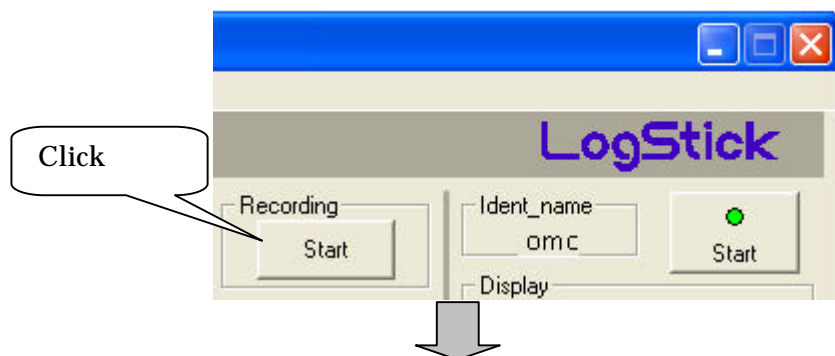 LogStick
Click
Recording
Start
Ident_name
omc
Start
Display